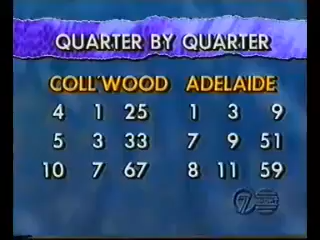 QUARTER BY QUARTER
COLL'WOOD ADELAIDE
4 1 25 1 3 9
5 3 33 7 9 51
10 7 67 8 11 59
7